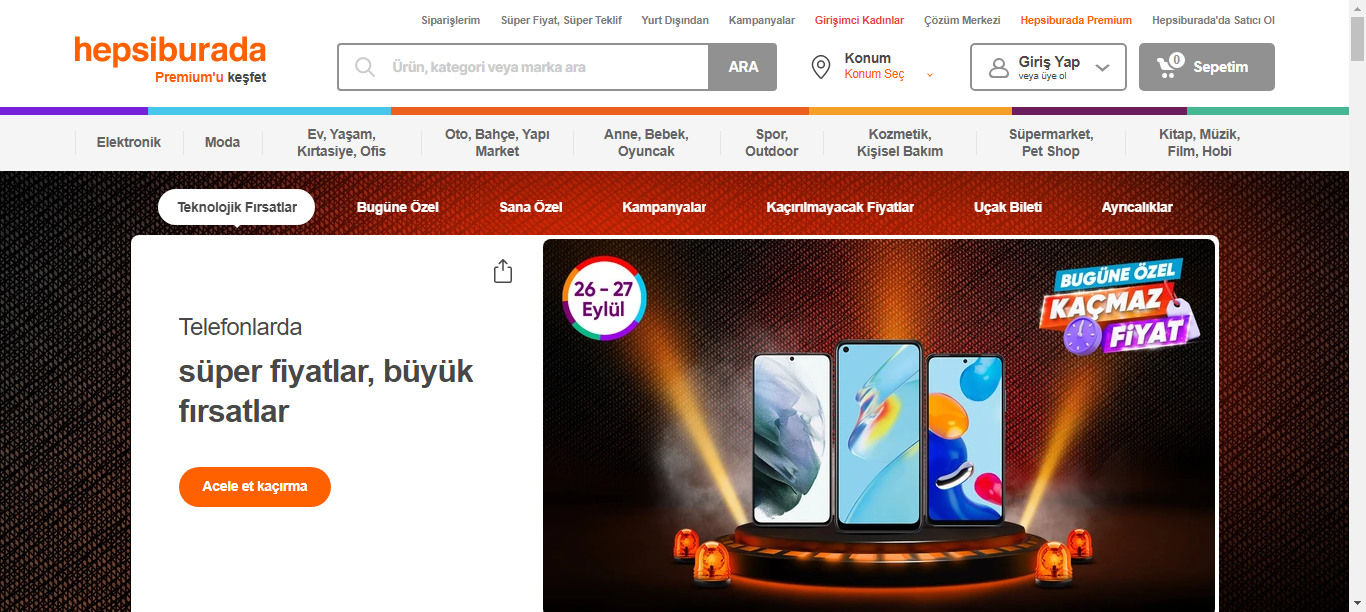 Siparişlerim Süper Fiyat, Süper Teklif Yurt Dışından Kampanyalar Girişimci Kadınlar Çözüm Merkezi Hepsiburada Premium Hepsiburada'da Satıcı Ol
hepsiburada
Premium'u keşfet
Ürün, kategori veya marka ara
ARA
Konum
Konum Seç
Giriş Yap
veya üye ol
0
Sepetim
Elektronik
Moda
Ev, Yaşam,
Kırtasiye, Ofis
Oto, Bahçe, Yapı
Market
Anne, Bebek,
Oyuncak
Spor,
Outdoor
Kozmetik,
Kişisel Bakım
Süpermarket,
Pet Shop
Kitap, Müzik,
Film, Hobi
Teknolojik Fırsatlar Bugüne Özel Sana Özel Kampanyalar Kaçırılmayacak Fiyatlar Uçak Bileti Ayrıcalıklar
Telefonlarda
süper fiyatlar, büyük
fırsatlar
Acele et kaçırma
26 - 27
Eylül
BUGÜNE ÖZEL
KAÇMAZ
FİYAT